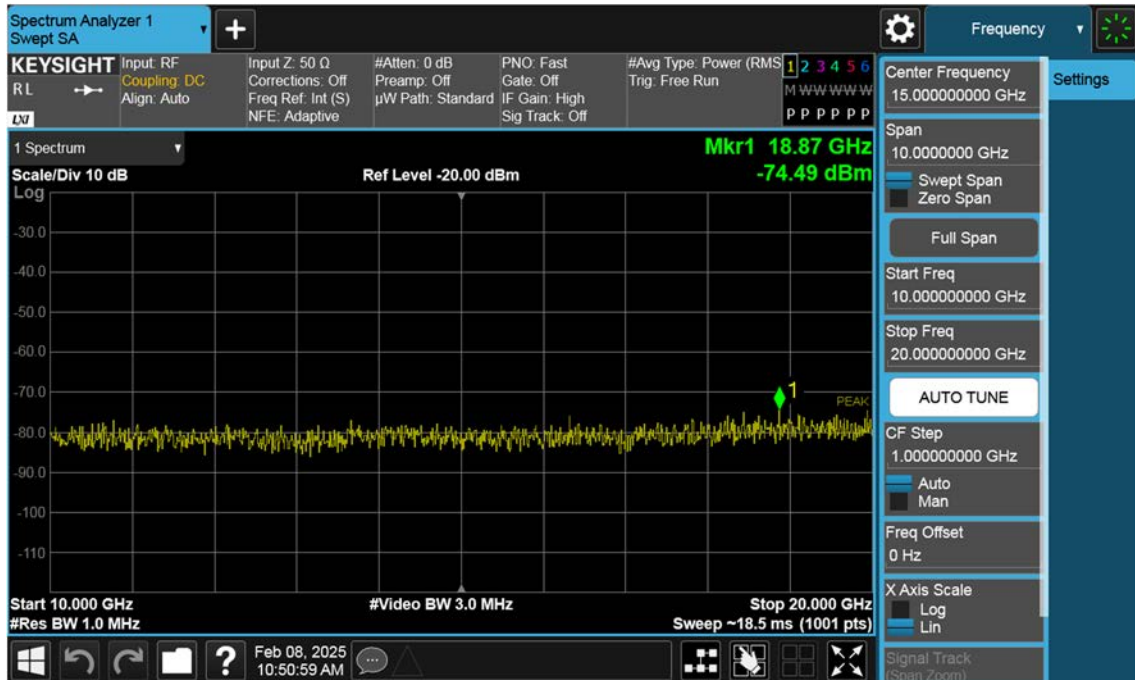 Spectrum Analyzer 1
Swept SA
Frequency
KEYSIGHT
RL
LXI
Input: RF
Coupling: DC
Align: Auto
Input Z: 50 Ω
Corrections: Off
Freq Ref: Int (S)
NFE: Adaptive
#Atten: 0 dB
Preamp: Off
µW Path: Standard
PNO: Fast
Gate: Off
IF Gain: High
Sig Track: Off
#Avg Type: Power (RMS
Trig: Free Run
1 2 3 4 5 6
M W W W W W
P P P P P P
1 Spectrum
Scale/Div 10 dB
Ref Level -20.00 dBm
Mkr1 18.87 GHz
-74.49 dBm
Log
-30.0
-40.0
-50.0
-60.0
-70.0
-80.0
-90.0
-100
-110
1
PEAK
Start 10.000 GHz
#Video BW 3.0 MHz
Stop 20.000 GHz
#Res BW 1.0 MHz
Sweep ~18.5 ms (1001 pts)
Center Frequency
15.000000000 GHz
Settings
Span
10.0000000 GHz
Swept Span
Zero Span
Full Span
Start Freq
10.000000000 GHz
Stop Freq
20.000000000 GHz
AUTO TUNE
CF Step
1.000000000 GHz
Auto
Man
Freq Offset
0 Hz
X Axis Scale
Log
Lin
Signal Track
(Span Zoom)
?
Feb 08, 2025
10:50:59 AM